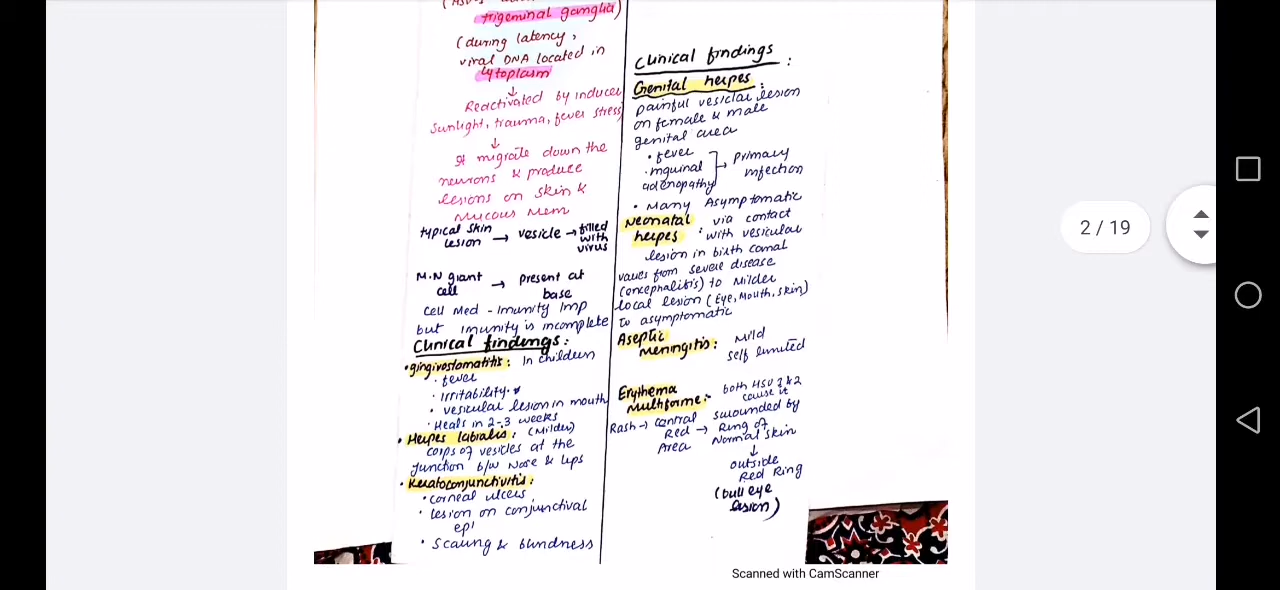 trigeminal ganglia)
(during latency,
viral DNA located in
cytoplasm
↓
Reactivated by induces
Sunlight, trauma, fever stress
↓
It migrate down the
neurons & produce
lesions on skin &
Mucous Mem
typical skin lesion → vesicle → filled with virus
M.N giant cell → present at base
Cell Med - Imunity Imp
but imunity is incomplete
Clinical findings:
• gingivostomatitis: In children
• fever
• irritability.
• vesicular lesion in mouth
• Heals in 2-3 weeks
• Herpes labialis: (Milder)
corps of vesicles at the
junction b/w Nose & lips
• Keratoconjunctivitis:
• corneal ulcers,
• lesion on conjunctival
epi
• Scaring & blindness
Clinical findings:
Genital herpes:
painful vesiclar lesion
on female & male
genital area
• fever
• inguinal adenopathy → primary infection
• Many Asymptomatic
Neonatal herpes: via contact
with vesicular
lesion in birth canal
varies from severe disease
(encephalitis) to Milder
local lesion (Eye, Mouth, Skin)
to asymptomatic
Aseptic meningitis: Mild
self limited
Erythema Multiforme:- both HSV 1 & 2
cause it
Rash → central Red Area → surounded by
Ring of
Normal skin
↓
outside
Red Ring
(bull eye
lesion)
2 / 19
Scanned with CamScanner